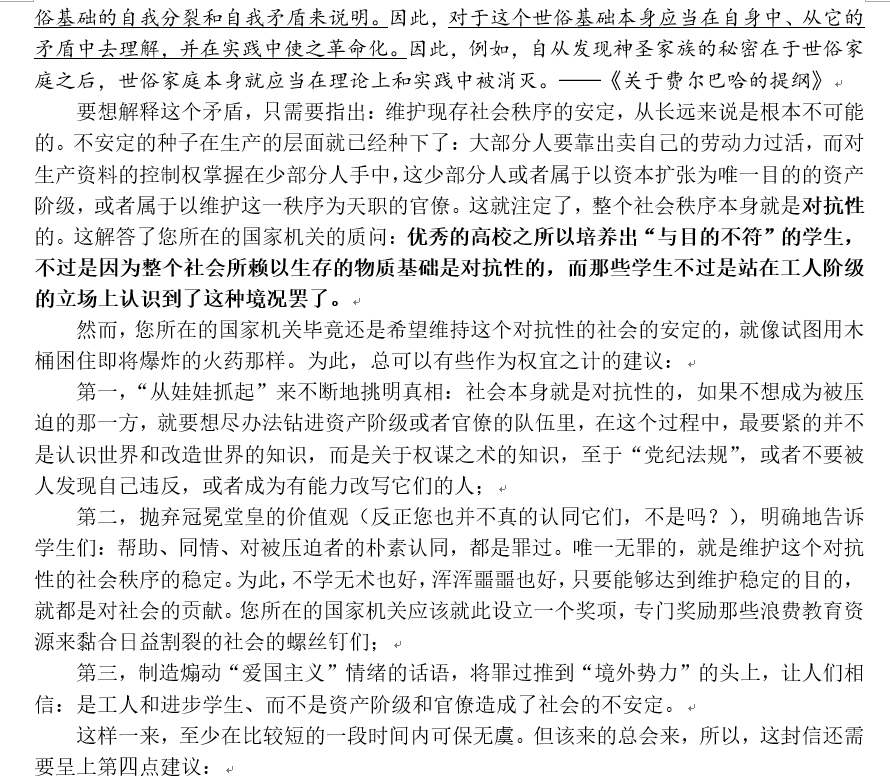 俗基础的自我分裂和自我矛盾来说明。因此，对于这个世俗基础本身应当在自身中、从它的
矛盾中去理解，并在实践中使之革命化。因此，例如，自从发现神圣家族的秘密在于世俗家
庭之后，世俗家庭本身就应当在理论上和实践中被消灭。——《关于费尔巴哈的提纲》
要想解释这个矛盾，只需要指出：维护现存社会秩序的安定，从长远来说是根本不可能
的。不安定的种子在生产的层面就已经种下了：大部分人要靠出卖自己的劳动力过活，而对
生产资料的控制权掌握在少部分人手中，这少部分人或者属于以资本扩张为唯一目的的资产
阶级，或者属于以维护这一秩序为天职的官僚。这就注定了，整个社会秩序本身就是对抗性
的。这解答了您所在的国家机关的质问：优秀的高校之所以培养出“与目的不符”的学生，
不过是因为整个社会所赖以生存的物质基础是对抗性的，而那些学生不过是站在工人阶级
的立场上认识到了这种境况罢了。
然而，您所在的国家机关毕竟还是希望维持这个对抗性的社会的安定的，就像试图用木
桶困住即将爆炸的火药那样。为此，总可以有些作为权宜之计的建议：
第一，“从娃娃抓起”来不断地挑明真相：社会本身就是对抗性的，如果不想成为被压
迫的那一方，就要想尽办法钻进资产阶级或者官僚的队伍里，在这个过程中，最要紧的并不
是认识世界和改造世界的知识，而是关于权谋之术的知识，至于“党纪法规”，或者不要被
人发现自己违反，或者成为有能力改写它们的人；
第二，抛弃冠冕堂皇的价值观（反正您也并不真的认同它们，不是吗？），明确地告诉
学生们：帮助、同情、对被压迫者的朴素认同，都是罪过。唯一无罪的，就是维护这个对抗
性的社会秩序的稳定。为此，不学无术也好，浑浑噩噩也好，只要能够达到维护稳定的目的，
就都是对社会的贡献。您所在的国家机关应该就此设立一个奖项，专门奖励那些浪费教育资
源来黏合日益割裂的社会的螺丝钉们；
第三，制造煽动“爱国主义”情绪的话语，将罪过推到“境外势力”的头上，让人们相
信：是工人和进步学生、而不是资产阶级和官僚造成了社会的不安定。
这样一来，至少在比较短的一段时间内可保无虞。但该来的总会来，所以，这封信还需
要呈上第四点建议：